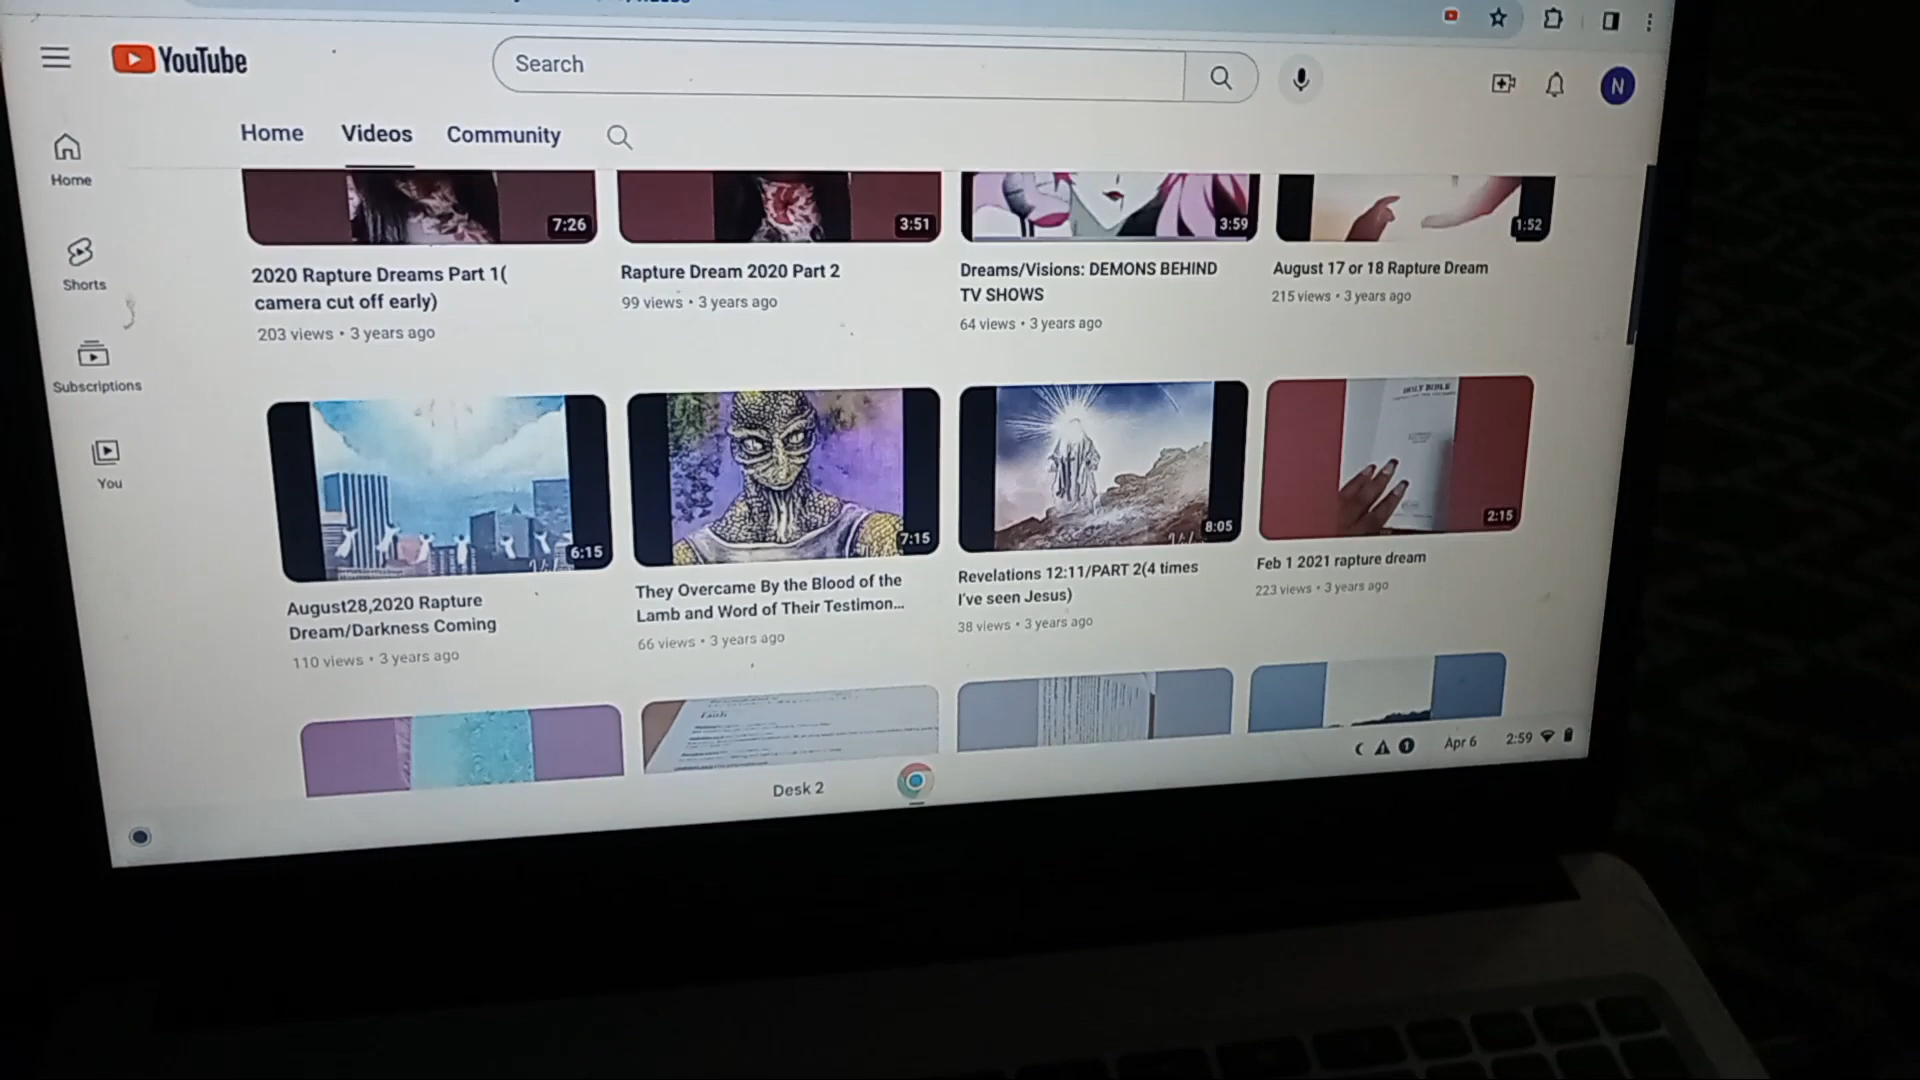 YouTube
Search
N
Home Videos Community
Home
Shorts
Subscriptions
You
7:26
3:51
3:59
1:52
2020 Rapture Dreams Part 1(
camera cut off early)
203 views • 3 years ago
Rapture Dream 2020 Part 2
99 views • 3 years ago
Dreams/Visions: DEMONS BEHIND
TV SHOWS
64 views • 3 years ago
August 17 or 18 Rapture Dream
215 views • 3 years ago
6:15
7:15
8:05
HOLY BIBLE
2:15
August28,2020 Rapture
Dream/Darkness Coming
110 views • 3 years ago
They Overcame By the Blood of the
Lamb and Word of Their Testimon...
66 views • 3 years ago
Revelations 12:11/PART 2(4 times
I've seen Jesus)
38 views • 3 years ago
Feb 1 2021 rapture dream
223 views • 3 years ago
Faith
Desk 2
1
Apr 6
2:59